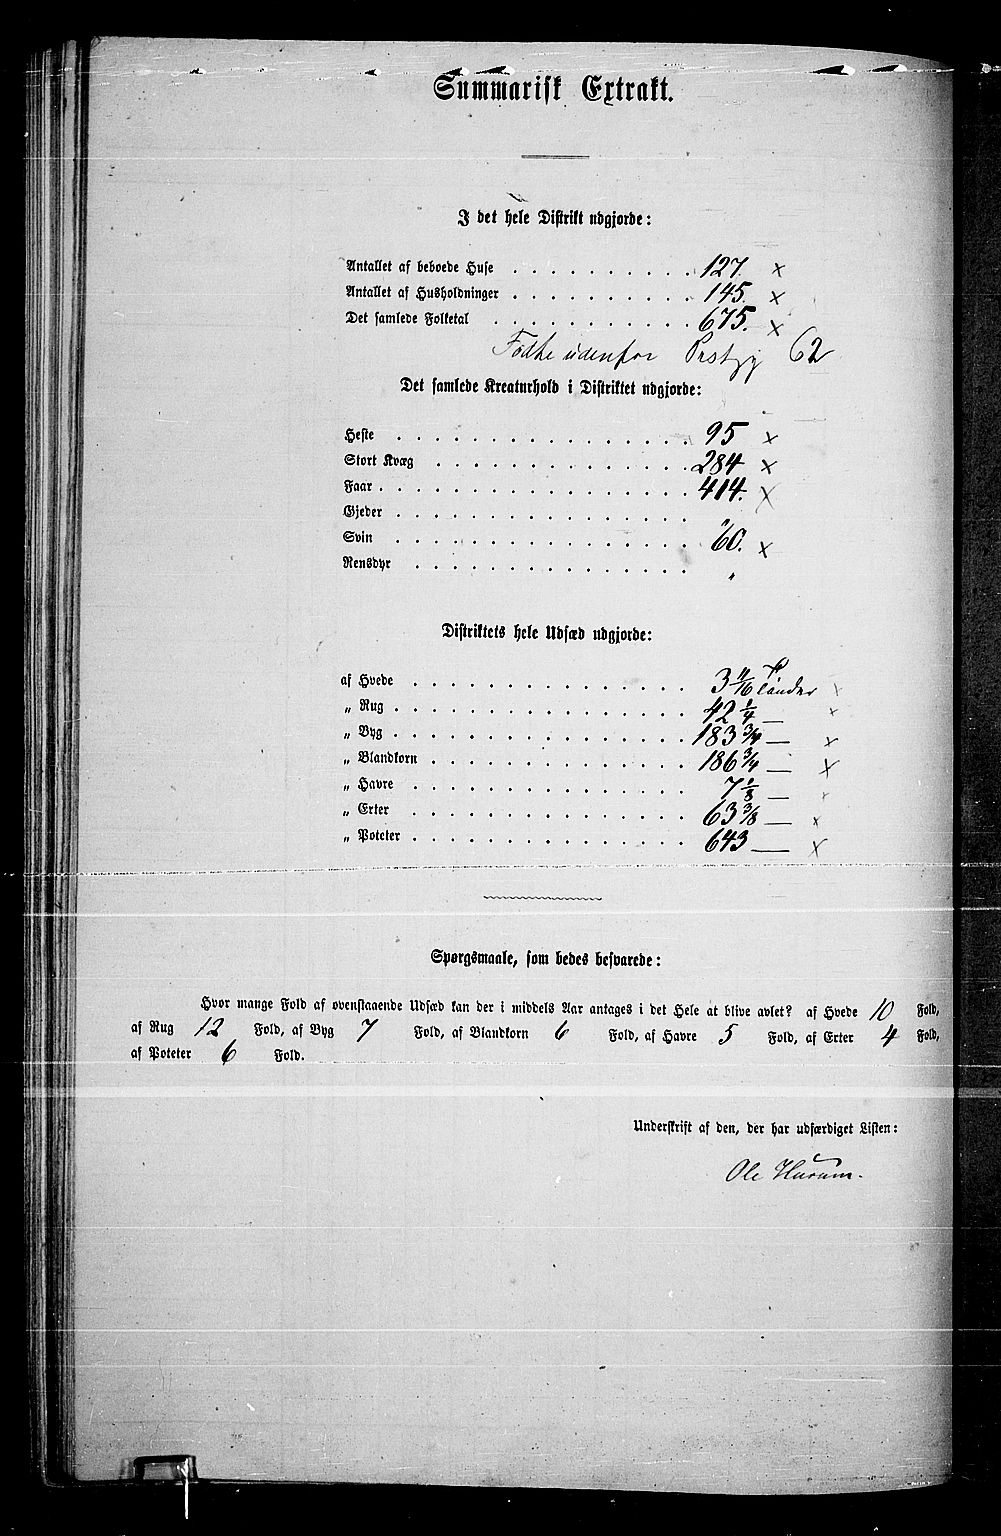 Summarisk Extrakt.
I det hele Distrikt udgjorde:
Antallet af beboede Huse . . . . . . . . . . 127. ×
Antallet af Husholdninger . . . . . . . . . . 145. ×
Det samlede Folketal . . . . . . . . . . . 675. ×
Fødte udenfor Prstgj 62
Det samlede Kreaturhold i Distriktet udgjorde:
Heste . . . . . . . . . . . . . . . . 95 ×
Stort Kvæg . . . . . . . . . . . . . . 284 ×
Faar . . . . . . . . . . . . . . . . . 414. ×
Gjeder . . . . . . . . . . . . . . . . "
Svin . . . . . . . . . . . . . . . . 60. ×
Rensdyr . . . . . . . . . . . . . . . "
Distriktets hele Udsæd udgjorde:
af Hvede . . . . . . . . . . . . . . . 3 11/16 Tønder ×
„ Rug . . . . . . . . . . . . . . . . 42 1/4 — ×
„ Byg . . . . . . . . . . . . . . . . 183 3/4 — ×
„ Blandkorn . . . . . . . . . . . . . . 186 3/4 — ×
„ Havre . . . . . . . . . . . . . . . 7 1/8 — ×
„ Erter . . . . . . . . . . . . . . . 63 3/8 — ×
„ Poteter . . . . . . . . . . . . . . . 643 — ×
Spørgsmaale, som bedes besvarede:
Hvor mange Fold af ovenstaaende Udsæd kan der i middels Aar antages i det Hele at blive avlet? af Hvede 10 Fold,
af Rug 12 Fold, af Byg 7 Fold, af Blandkorn 6 Fold, af Havre 5 Fold, af Erter 4 Fold,
af Poteter 6 Fold.
Underskrift af den, der har udfærdiget Listen:
Ole Hurum.